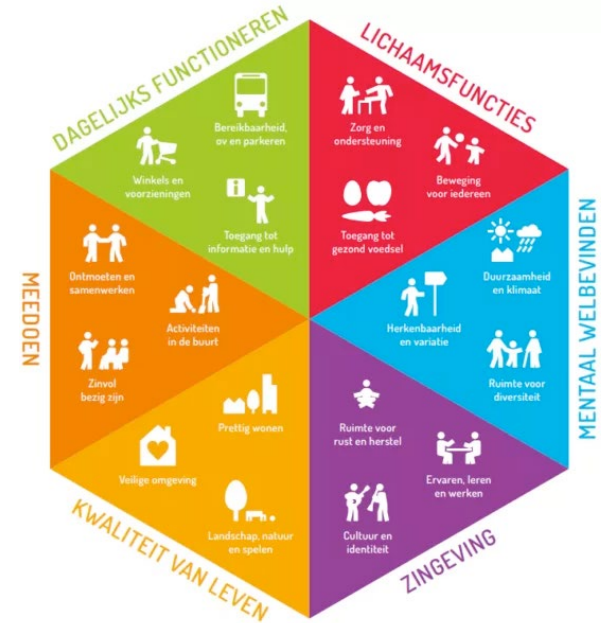 DAGELIJKS FUNCTIONEREN
Bereikbaarheid,
ov en parkeren
Winkels en
voorzieningen
i
Toegang tot
informatie en hulp
LICHAAMSFUNCTIES
Zorg en
ondersteuning
Beweging
voor iedereen
Toegang tot
gezond voedsel
MENTAAL WELBEVINDEN
Duurzaamheid
en klimaat
Herkenbaarheid
en variatie
Ruimte voor
diversiteit
ZINGEVING
Ruimte voor
rust en herstel
Ervaren, leren
en werken
Cultuur en
identiteit
KWALITEIT VAN LEVEN
Prettig wonen
Veilige omgeving
Landschap, natuur
en spelen
MEEDOEN
Ontmoeten en
samenwerken
Activiteiten
in de buurt
Zinvol
bezig zijn